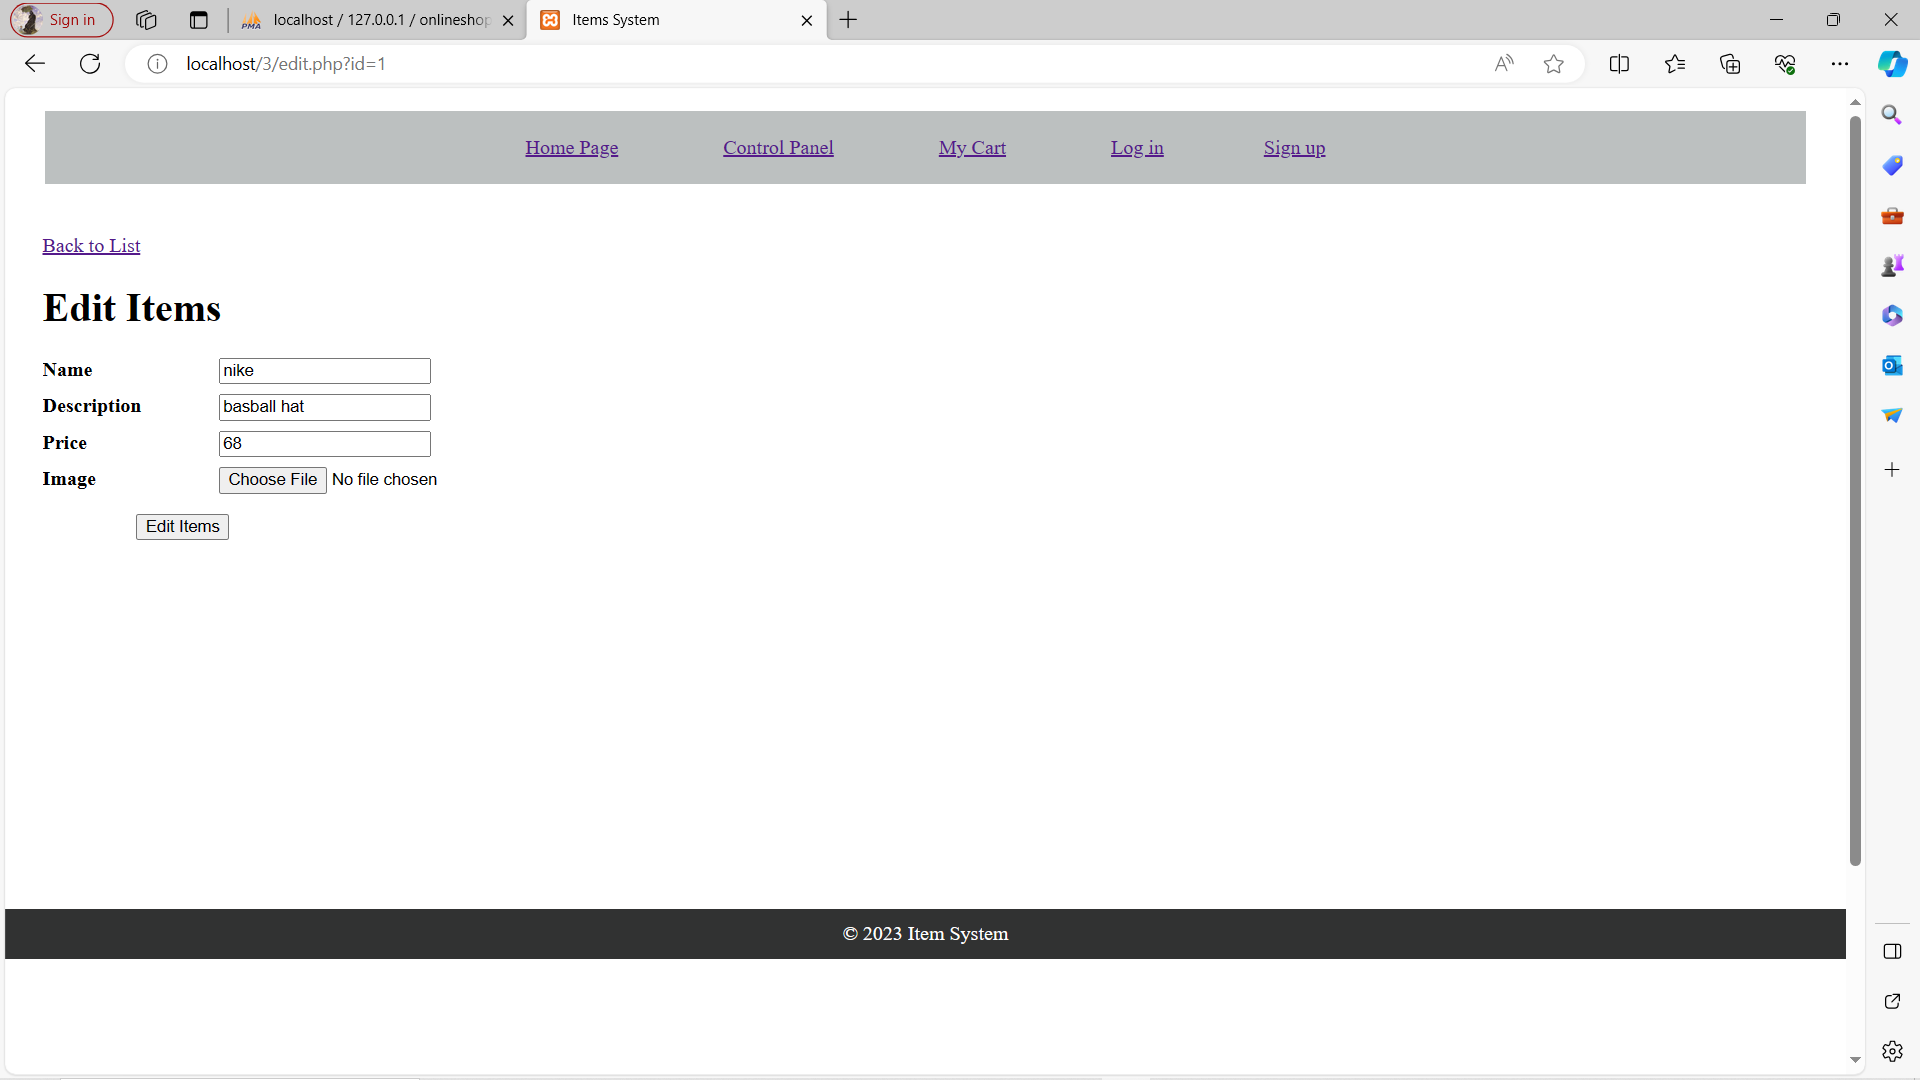 Sign in
PMA
localhost / 127.0.0.1 / onlineshop
Items System
localhost/3/edit.php?id=1
Home Page
Control Panel
My Cart
Log in
Sign up
Back to List
Edit Items
Name
nike
Description
basball hat
Price
68
Image
Choose File No file chosen
Edit Items
© 2023 Item System